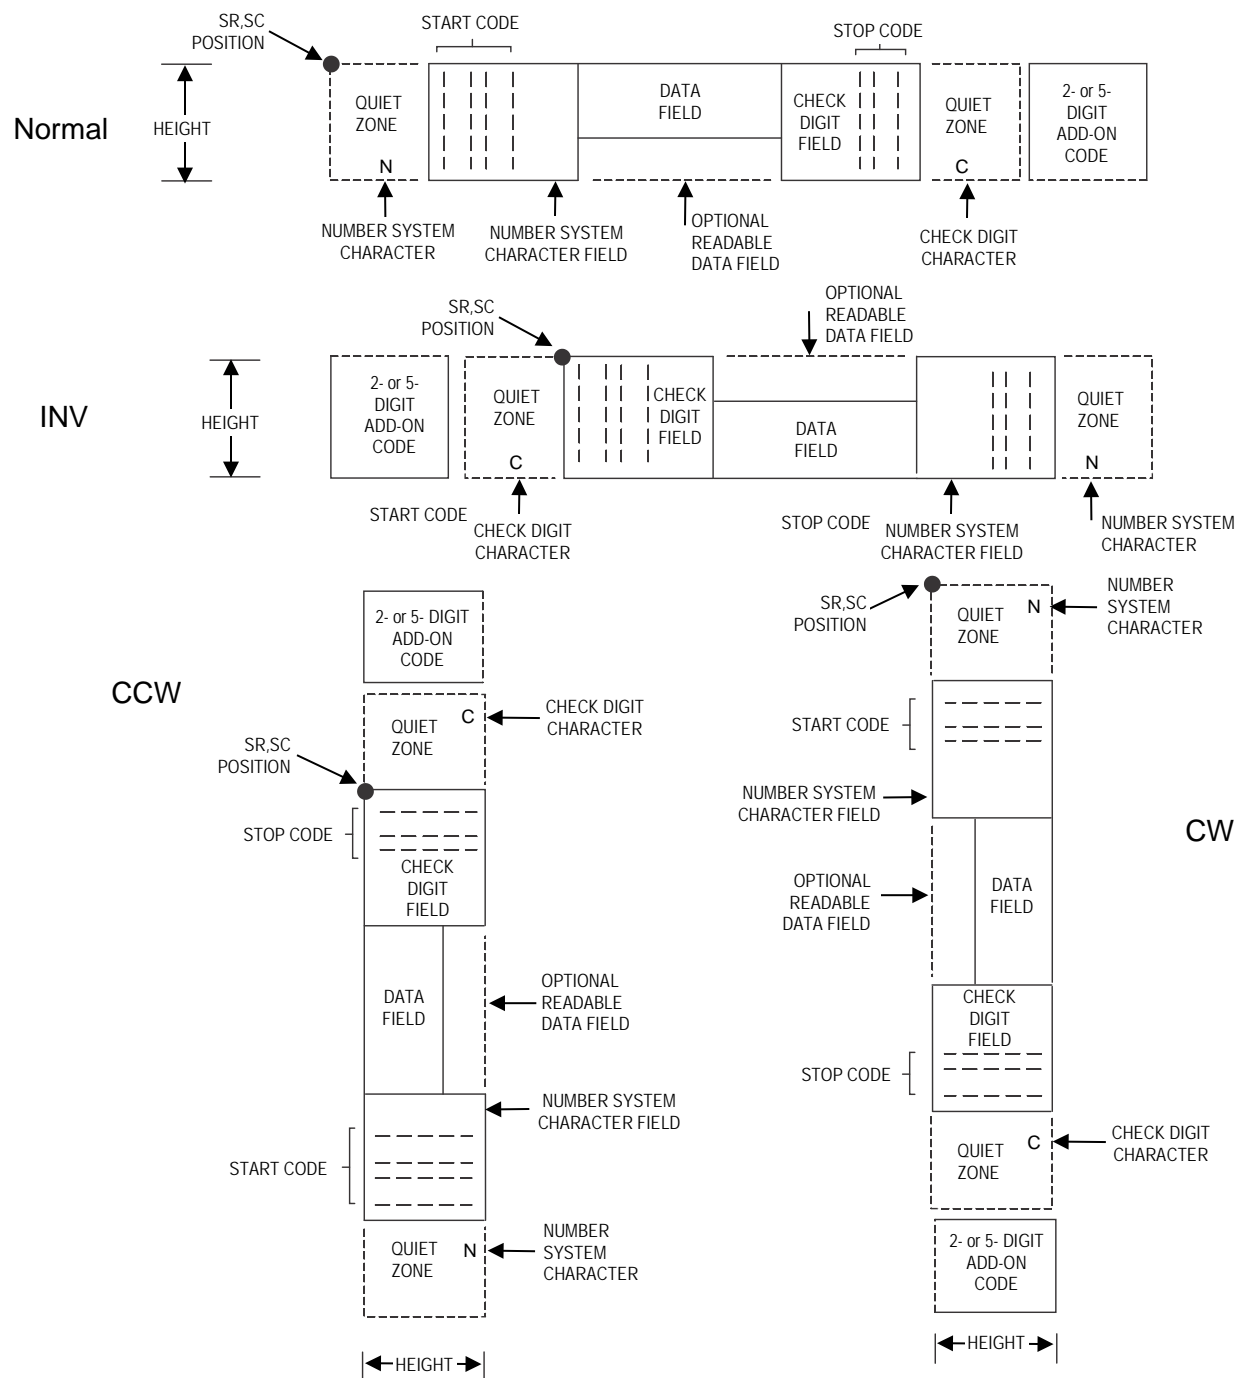 SR,SC
POSITION
START CODE
STOP CODE
Normal
HEIGHT
QUIET
ZONE
N
DATA
FIELD
CHECK
DIGIT
FIELD
QUIET
ZONE
C
2- or 5-
DIGIT
ADD-ON
CODE
NUMBER SYSTEM
CHARACTER
NUMBER SYSTEM
CHARACTER FIELD
OPTIONAL
READABLE
DATA FIELD
CHECK DIGIT
CHARACTER
SR,SC
POSITION
OPTIONAL
READABLE
DATA FIELD
INV
HEIGHT
2- or 5-
DIGIT
ADD-ON
CODE
QUIET
ZONE
C
CHECK
DIGIT
FIELD
DATA
FIELD
QUIET
ZONE
N
START CODE
CHECK DIGIT
CHARACTER
STOP CODE
NUMBER SYSTEM
CHARACTER FIELD
NUMBER SYSTEM
CHARACTER
CCW
2- or 5- DIGIT
ADD-ON
CODE
QUIET
ZONE
C
CHECK DIGIT
CHARACTER
SR,SC
POSITION
STOP CODE
CHECK
DIGIT
FIELD
DATA
FIELD
OPTIONAL
READABLE
DATA FIELD
NUMBER SYSTEM
CHARACTER FIELD
START CODE
QUIET
ZONE
N
NUMBER
SYSTEM
CHARACTER
HEIGHT
SR,SC
POSITION
QUIET
ZONE
N
NUMBER
SYSTEM
CHARACTER
START CODE
NUMBER SYSTEM
CHARACTER FIELD
CW
OPTIONAL
READABLE
DATA FIELD
DATA
FIELD
CHECK
DIGIT
FIELD
STOP CODE
QUIET
ZONE
C
CHECK DIGIT
CHARACTER
2- or 5- DIGIT
ADD-ON
CODE
HEIGHT